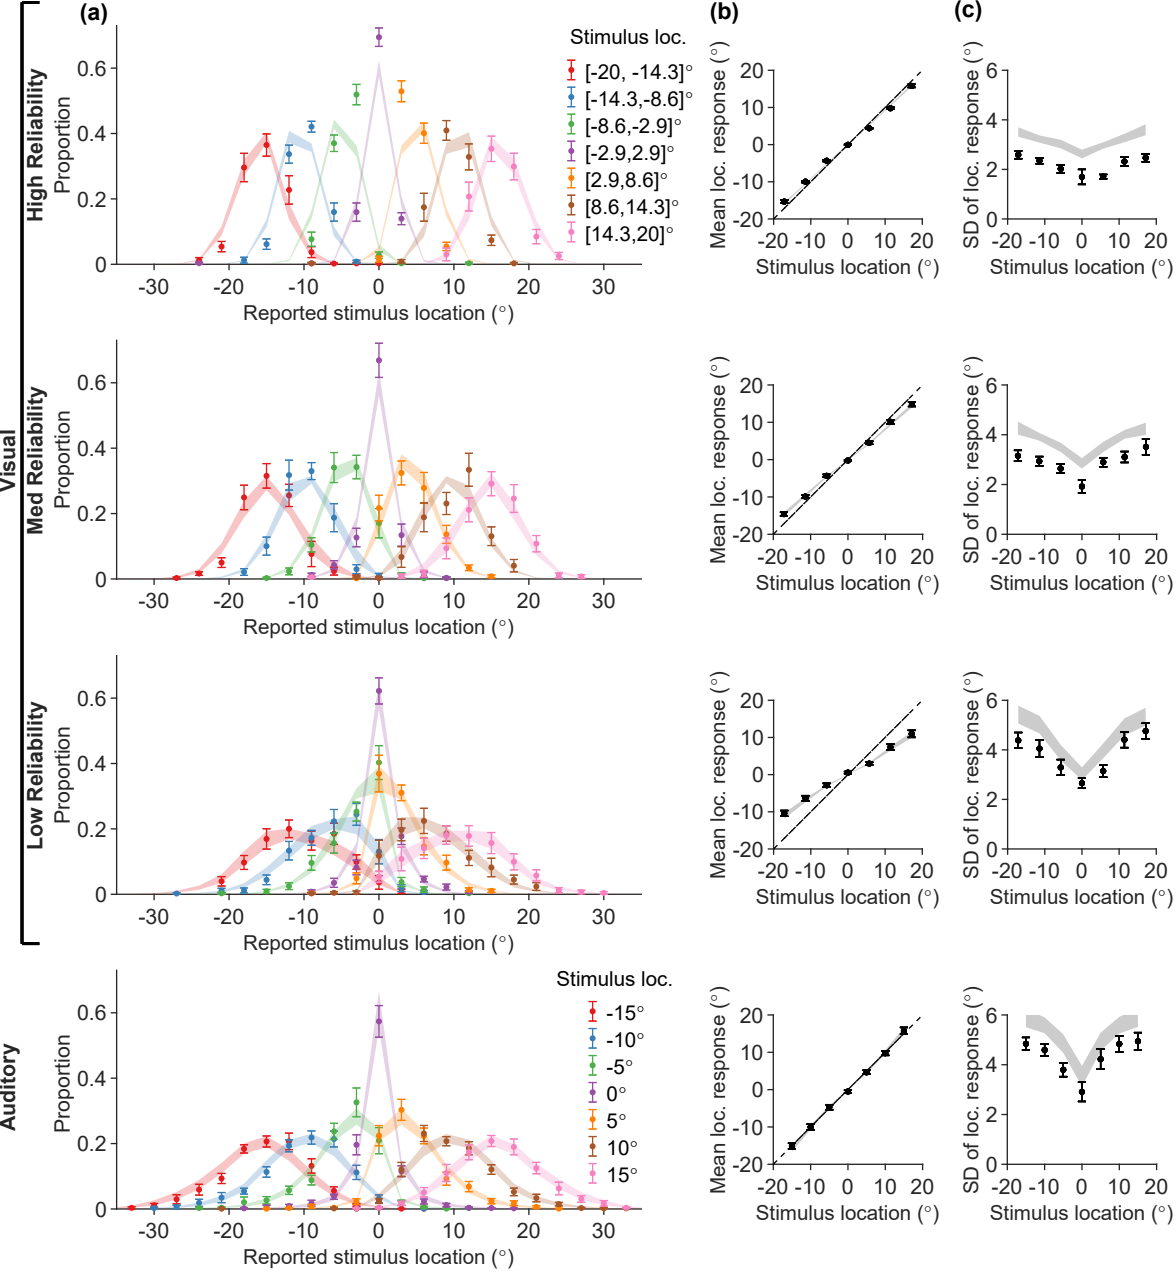 (a)
(b)
(c)
Visual
High Reliability
Proportion
0.6
0.4
0.2
0
-30 -20 -10 0 10 20 30
Reported stimulus location (°)
Stimulus loc.
[-20, -14.3]°
[-14.3,-8.6]°
[-8.6,-2.9]°
[-2.9,2.9]°
[2.9,8.6]°
[8.6,14.3]°
[14.3,20]°
Mean loc. response (°)
20
10
0
-10
-20
-20 -10 0 10 20
Stimulus location (°)
SD of loc. response (°)
6
4
2
0
-20 -10 0 10 20
Stimulus location (°)
Med Reliability
Proportion
0.6
0.4
0.2
0
-30 -20 -10 0 10 20 30
Reported stimulus location (°)
Mean loc. response (°)
20
10
0
-10
-20
-20 -10 0 10 20
Stimulus location (°)
SD of loc. response (°)
6
4
2
0
-20 -10 0 10 20
Stimulus location (°)
Low Reliability
Proportion
0.6
0.4
0.2
0
-30 -20 -10 0 10 20 30
Reported stimulus location (°)
Mean loc. response (°)
20
10
0
-10
-20
-20 -10 0 10 20
Stimulus location (°)
SD of loc. response (°)
6
4
2
0
-20 -10 0 10 20
Stimulus location (°)
Auditory
Proportion
0.6
0.4
0.2
0
-30 -20 -10 0 10 20 30
Reported stimulus location (°)
Stimulus loc.
-15°
-10°
-5°
0°
5°
10°
15°
Mean loc. response (°)
20
10
0
-10
-20
-20 -10 0 10 20
Stimulus location (°)
SD of loc. response (°)
6
4
2
0
-20 -10 0 10 20
Stimulus location (°)